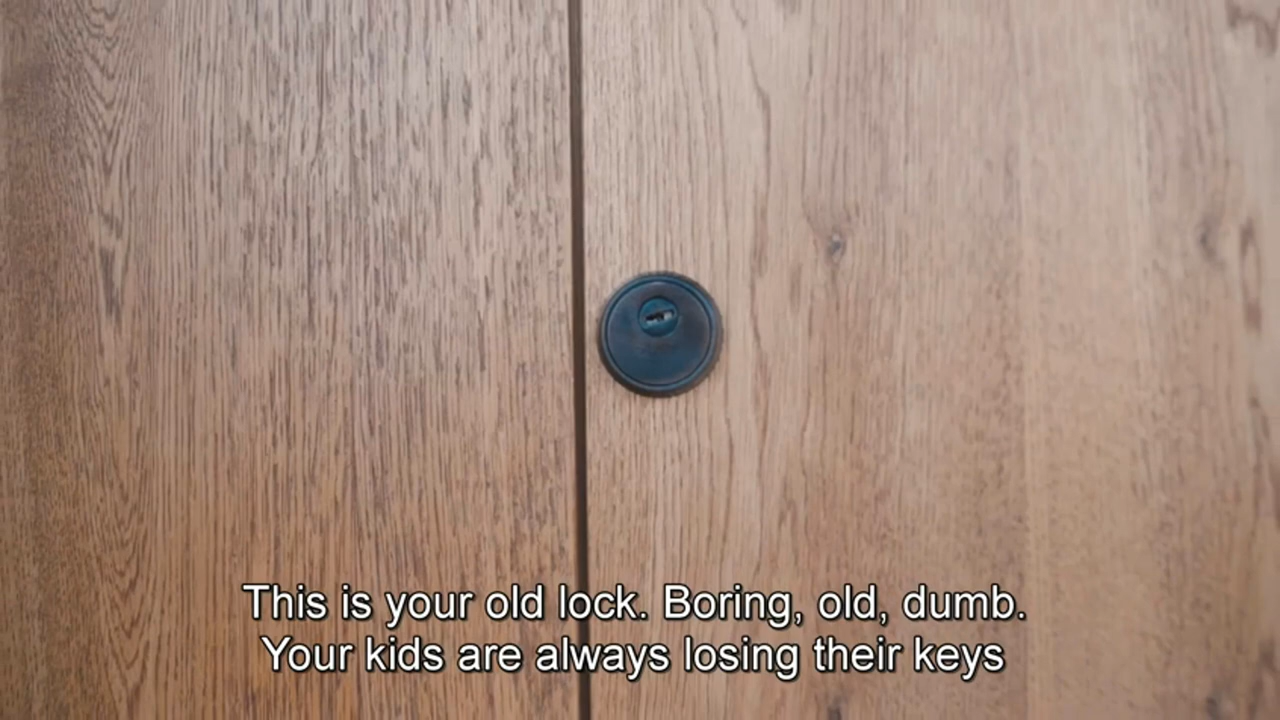 This is your old lock. Boring, old, dumb.
Your kids are always losing their keys